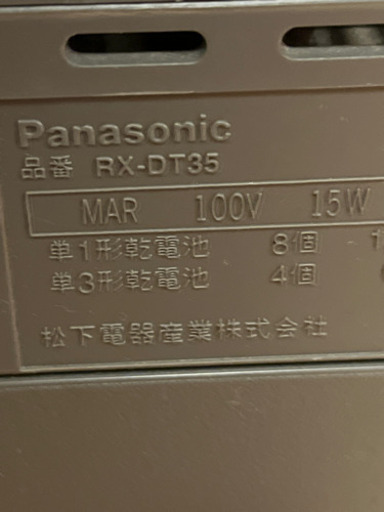 Panasonic
品番 RX-DT35
MAR 100V 15W
単1形乾電池 8個
単3形乾電池 4個
松下電器産業株式会社